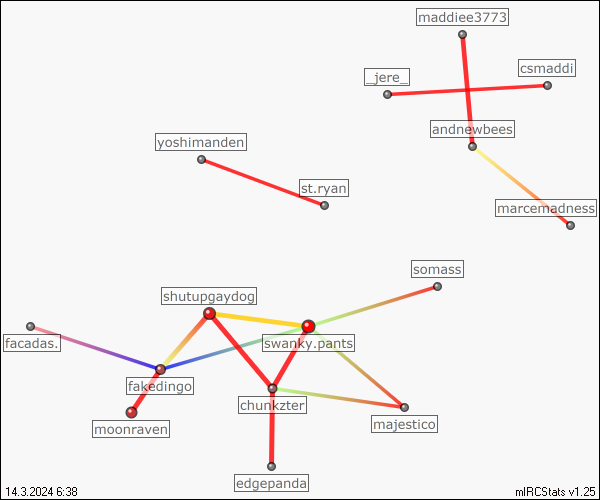 maddiee3773
_jere_
csmaddi
andnewbees
yoshimanden
st.ryan
marcemadness
somass
shutupgaydog
swanky.pants
facadas.
fakedingo
chunkzter
majestico
moonraven
edgepanda
14.3.2024 6:38
mIRCStats v1.25